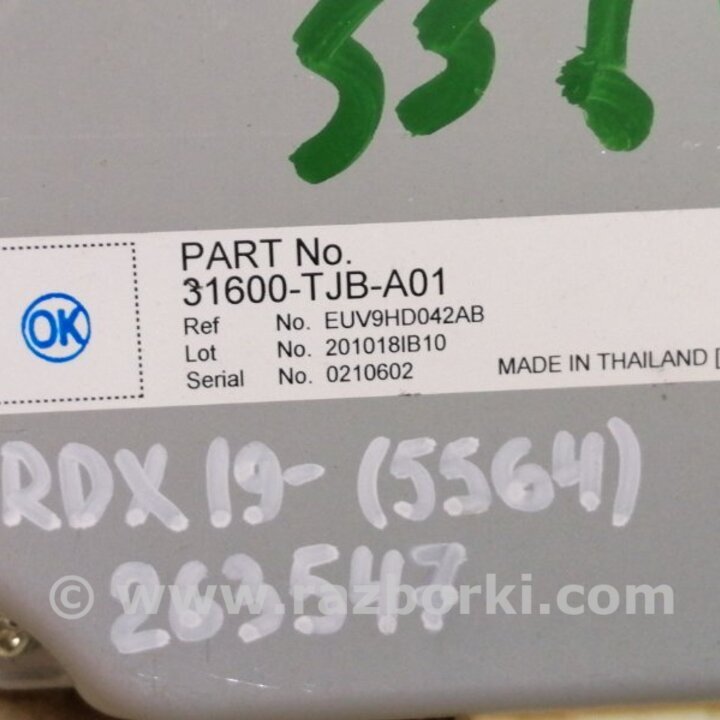 55
PART No.
31600-TJB-A01
OK
Ref No. EUV9HD042AB
Lot No. 201018IB10
Serial No. 0210602
MADE IN THAILAND [
RDX 19- (5564)
263547
© www.razborki.com